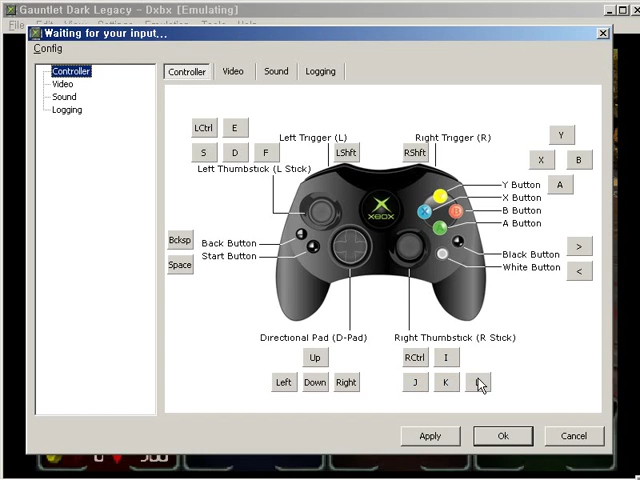 Gauntlet Dark Legacy - Dxbx [Emulating]
Waiting for your input...
Config
Controller
Video
Sound
Logging
Controller Video Sound Logging
LCtrl E
S D F
Left Trigger (L)
LShft
Right Trigger (R)
RShft
Y
X B
A
Left Thumbstick (L Stick)
Y Button
X Button
B Button
A Button
Y
X
B
A
XBOX
Bcksp
Space
Back Button
Start Button
Black Button
White Button
>
<
Directional Pad (D-Pad)
Right Thumbstick (R Stick)
Up
Left Down Right
RCtrl I
J K
Apply Ok Cancel